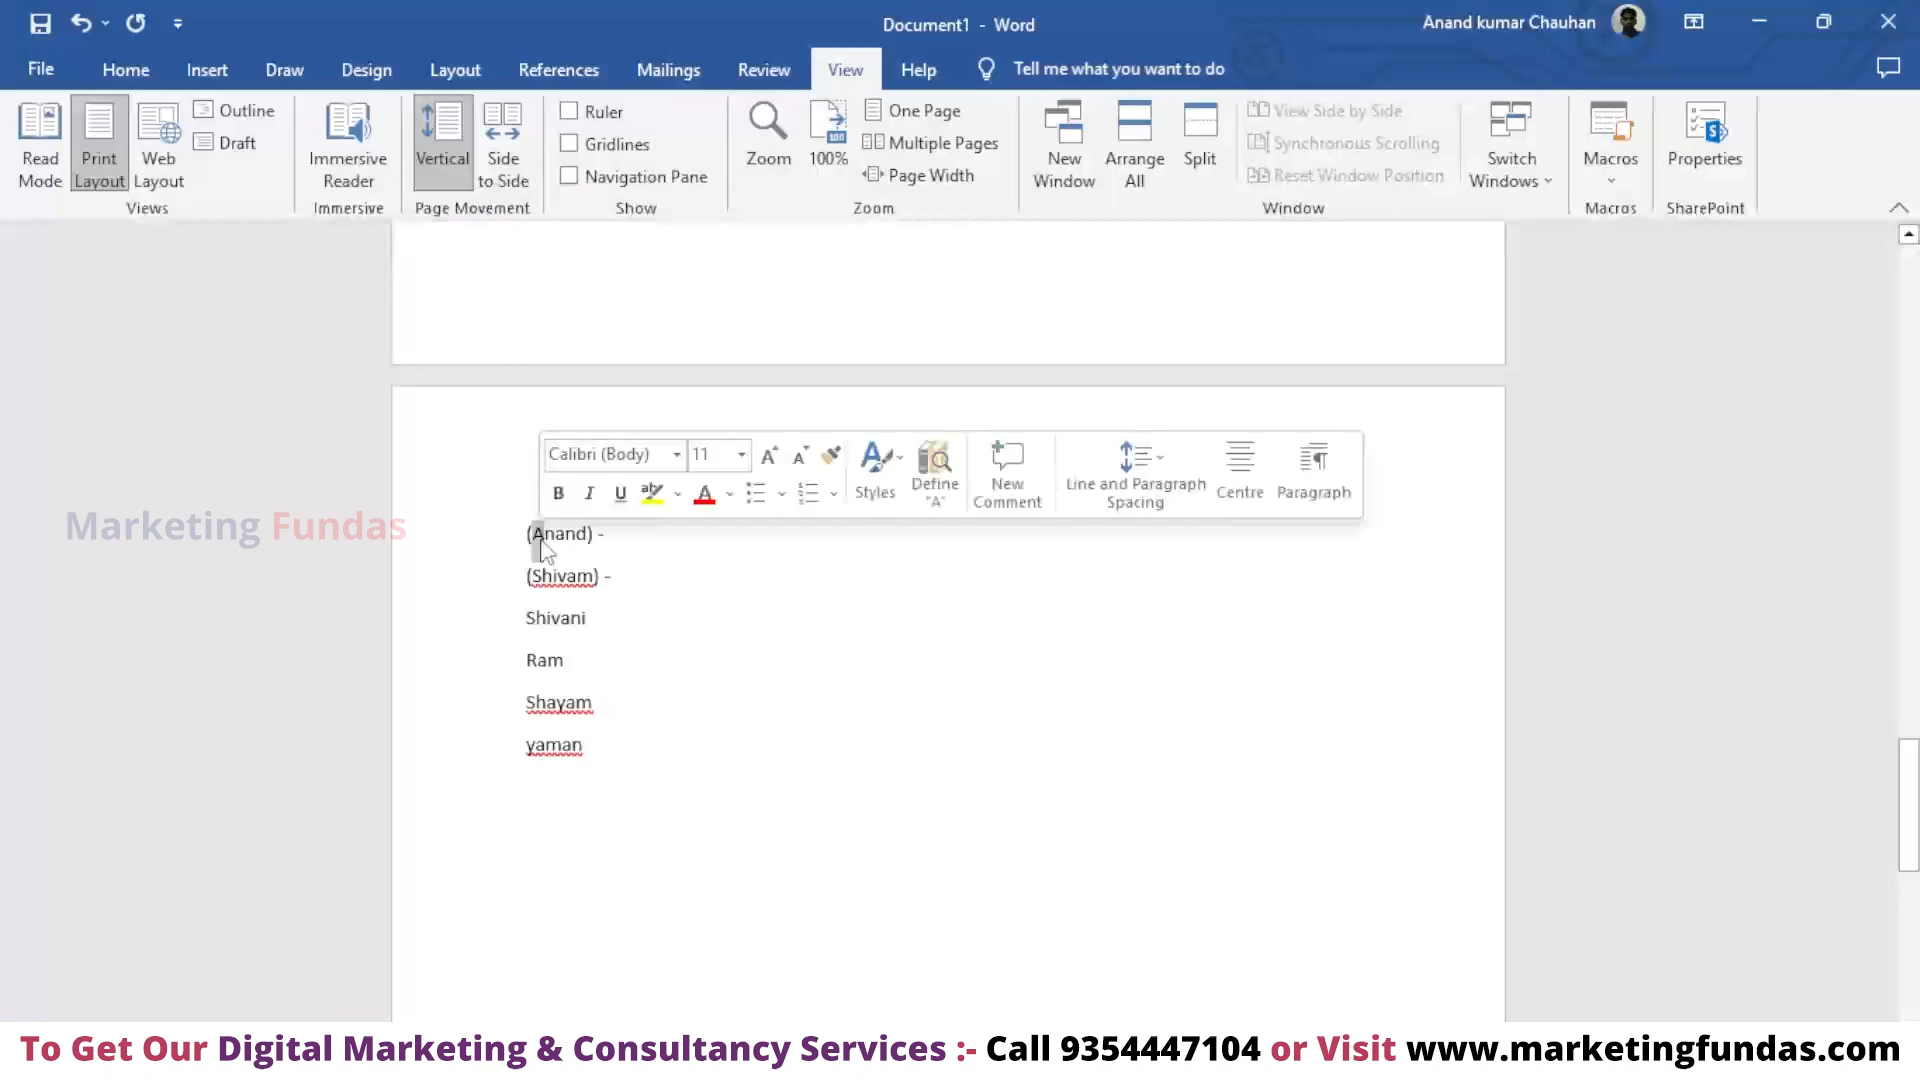 Document1 - Word
Anand kumar Chauhan
File Home Insert Draw Design Layout References Mailings Review View Help Tell me what you want to do
Read Mode
Print Layout
Web Layout
Outline
Draft
Views
Immersive Reader
Immersive
Vertical
Side to Side
Page Movement
Ruler
Gridlines
Navigation Pane
Show
Zoom
100
100%
One Page
Multiple Pages
Page Width
Zoom
New Window
Arrange All
Split
View Side by Side
Synchronous Scrolling
Reset Window Position
Switch Windows
Window
Macros
Macros
Properties
SharePoint
Calibri (Body) 11
B I U
Styles
Define "A"
New Comment
Line and Paragraph Spacing
Centre
Paragraph
Marketing Fundas
(Anand) -
(Shivam) -
Shivani
Ram
Shayam
yaman
To Get Our Digital Marketing & Consultancy Services :- Call 9354447104 or Visit www.marketingfundas.com